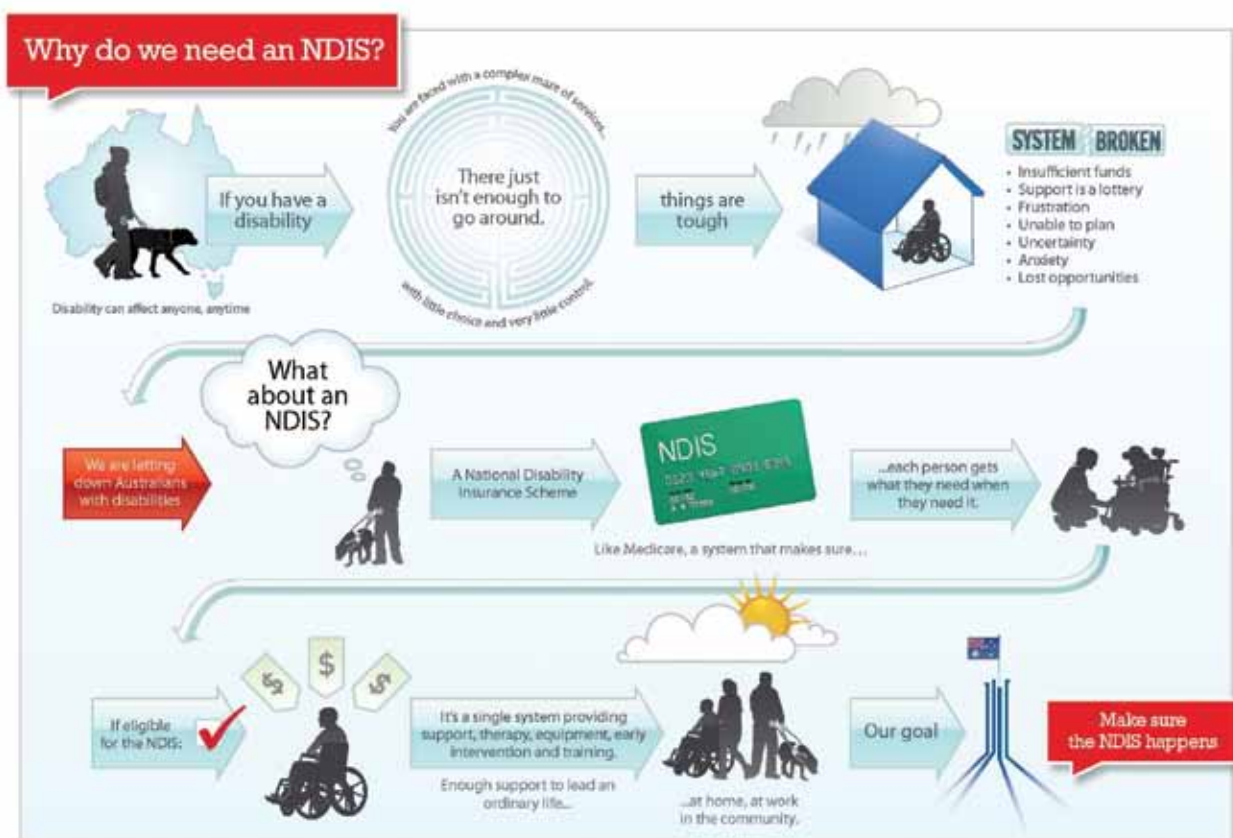 Why do we need an NDIS?
If you have a
disability
Disability can affect anyone, anytime
You are faced with a complex maze of services..
There just
isn't enough to
go around.
with little choice and very little control.
things are
tough
SYSTEM BROKEN
• Insufficient funds
• Support is a lottery
• Frustration
• Unable to plan
• Uncertainty
• Anxiety
• Lost opportunities
We are letting
down Australians
with disabilities
What
about an
NDIS?
A National Disability
Insurance Scheme
NDIS
Like Medicare, a system that makes sure…
...each person gets
what they need when
they need it.
If eligible
for the NDIS:
$ $ $
It's a single system providing
support, therapy, equipment, early
intervention and training.
Enough support to lead an
ordinary life...
...at home, at work
in the community.
Our goal
Make sure
the NDIS happens